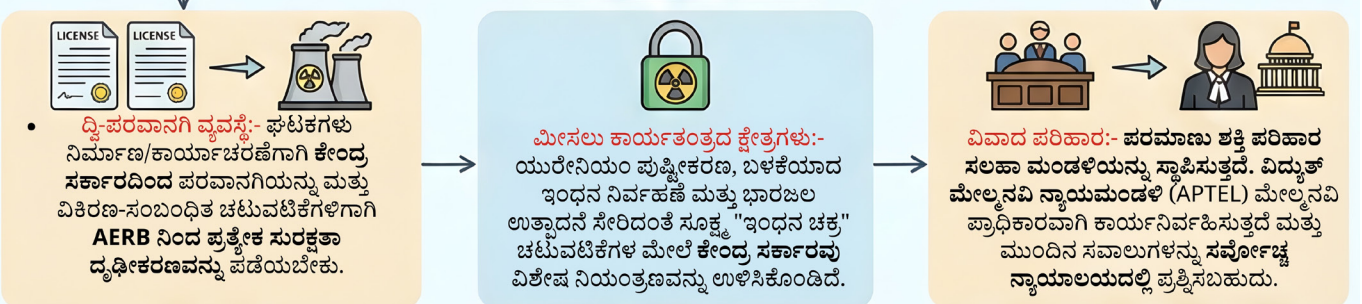 LICENSE
LICENSE
• ದ್ವಿ-ಪರವಾನಗಿ ವ್ಯವಸ್ಥೆ:- ಘಟಕಗಳು
ನಿರ್ಮಾಣ/ಕಾರ್ಯಾಚರಣೆಗಾಗಿ ಕೇಂದ್ರ
ಸರ್ಕಾರದಿಂದ ಪರವಾನಗಿಯನ್ನು ಮತ್ತು
ವಿಕಿರಣ-ಸಂಬಂಧಿತ ಚಟುವಟಿಕೆಗಳಿಗಾಗಿ
AERB ನಿಂದ ಪ್ರತ್ಯೇಕ ಸುರಕ್ಷತಾ
ದೃಢೀಕರಣವನ್ನು ಪಡೆಯಬೇಕು.
ಮೀಸಲು ಕಾರ್ಯತಂತ್ರದ ಕ್ಷೇತ್ರಗಳು:-
ಯುರೇನಿಯಂ ಪುಷ್ಟೀಕರಣ, ಬಳಕೆಯಾದ
ಇಂಧನ ನಿರ್ವಹಣೆ ಮತ್ತು ಭಾರಜಲ
ಉತ್ಪಾದನೆ ಸೇರಿದಂತೆ ಸೂಕ್ಷ್ಮ "ಇಂಧನ ಚಕ್ರ"
ಚಟುವಟಿಕೆಗಳ ಮೇಲೆ ಕೇಂದ್ರ ಸರ್ಕಾರವು
ವಿಶೇಷ ನಿಯಂತ್ರಣವನ್ನು ಉಳಿಸಿಕೊಂಡಿದೆ.
ವಿವಾದ ಪರಿಹಾರ:- ಪರಮಾಣು ಶಕ್ತಿ ಪರಿಹಾರ
ಸಲಹಾ ಮಂಡಳಿಯನ್ನು ಸ್ಥಾಪಿಸುತ್ತದೆ. ವಿದ್ಯುತ್
ಮೇಲ್ಮನವಿ ನ್ಯಾಯಮಂಡಳಿ (APTEL) ಮೇಲ್ಮನವಿ
ಪ್ರಾಧಿಕಾರವಾಗಿ ಕಾರ್ಯನಿರ್ವಹಿಸುತ್ತದೆ ಮತ್ತು
ಮುಂದಿನ ಸವಾಲುಗಳನ್ನು ಸರ್ವೋಚ್ಚ
ನ್ಯಾಯಾಲಯದಲ್ಲಿ ಪ್ರಶ್ನಿಸಬಹುದು.